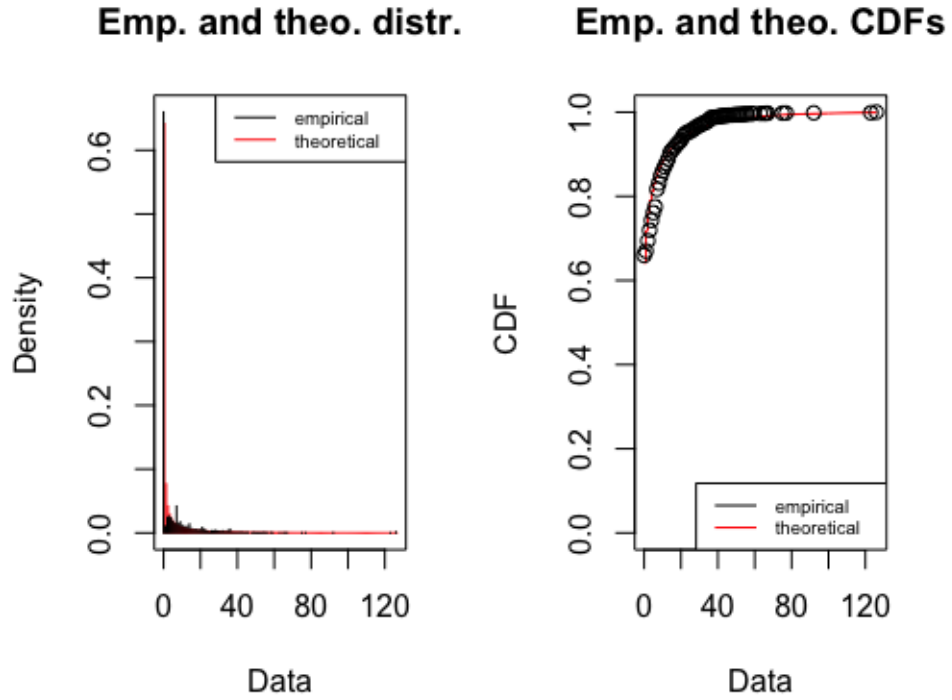 Emp. and theo. distr.
empirical
theoretical
Density
0.0 0.2 0.4 0.6
0 40 80 120
Data
Emp. and theo. CDFs
empirical
theoretical
CDF
0.0 0.2 0.4 0.6 0.8 1.0
0 40 80 120
Data